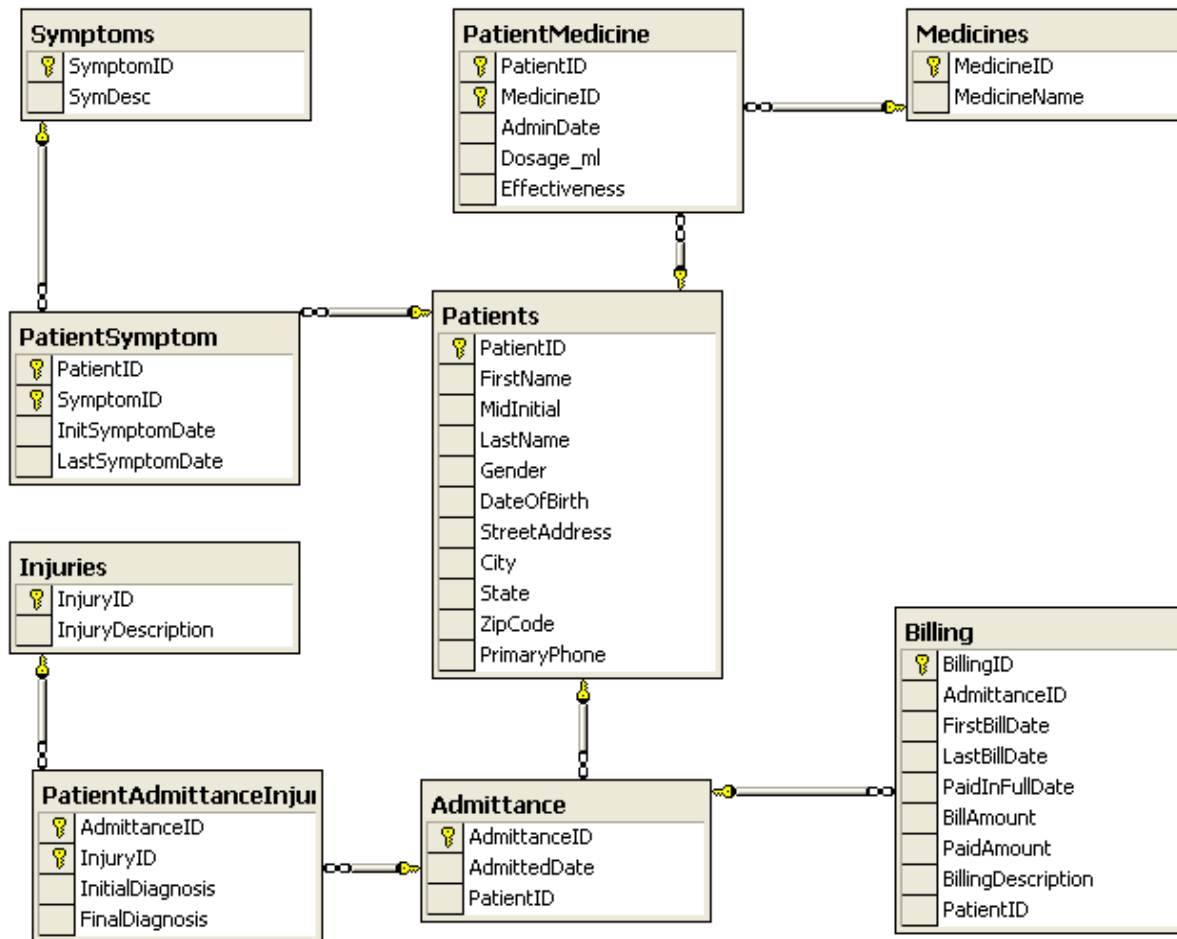 Symptoms
SymptomID
SymDesc
PatientMedicine
PatientID
MedicineID
AdminDate
Dosage_ml
Effectiveness
Medicines
MedicineID
MedicineName
PatientSymptom
PatientID
SymptomID
InitSymptomDate
LastSymptomDate
Patients
PatientID
FirstName
MidInitial
LastName
Gender
DateOfBirth
StreetAddress
City
State
ZipCode
PrimaryPhone
Injuries
InjuryID
InjuryDescription
Billing
BillingID
AdmittanceID
FirstBillDate
LastBillDate
PaidInFullDate
BillAmount
PaidAmount
BillingDescription
PatientID
PatientAdmittanceInjur
AdmittanceID
InjuryID
InitialDiagnosis
FinalDiagnosis
Admittance
AdmittanceID
AdmittedDate
PatientID